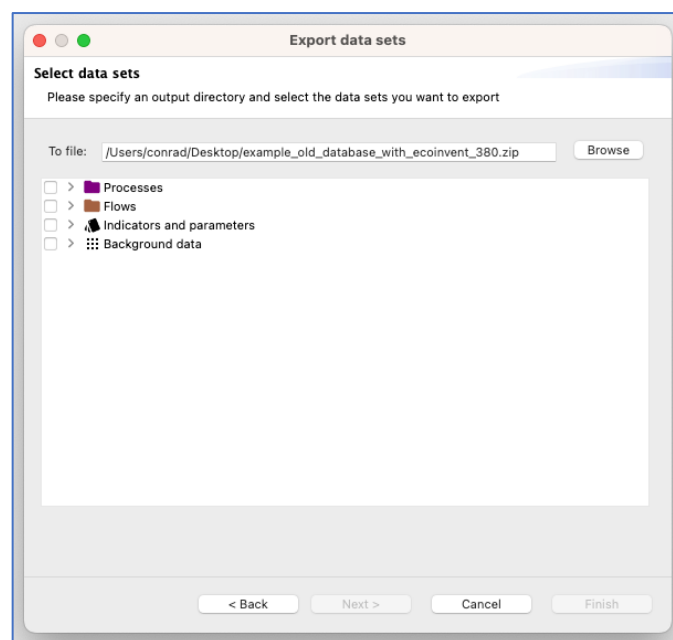 Export data sets
Select data sets
Please specify an output directory and select the data sets you want to export
To file: /Users/conrad/Desktop/example_old_database_with_ecoinvent_380.zip Browse
Processes
Flows
Indicators and parameters
Background data
< Back Next > Cancel Finish